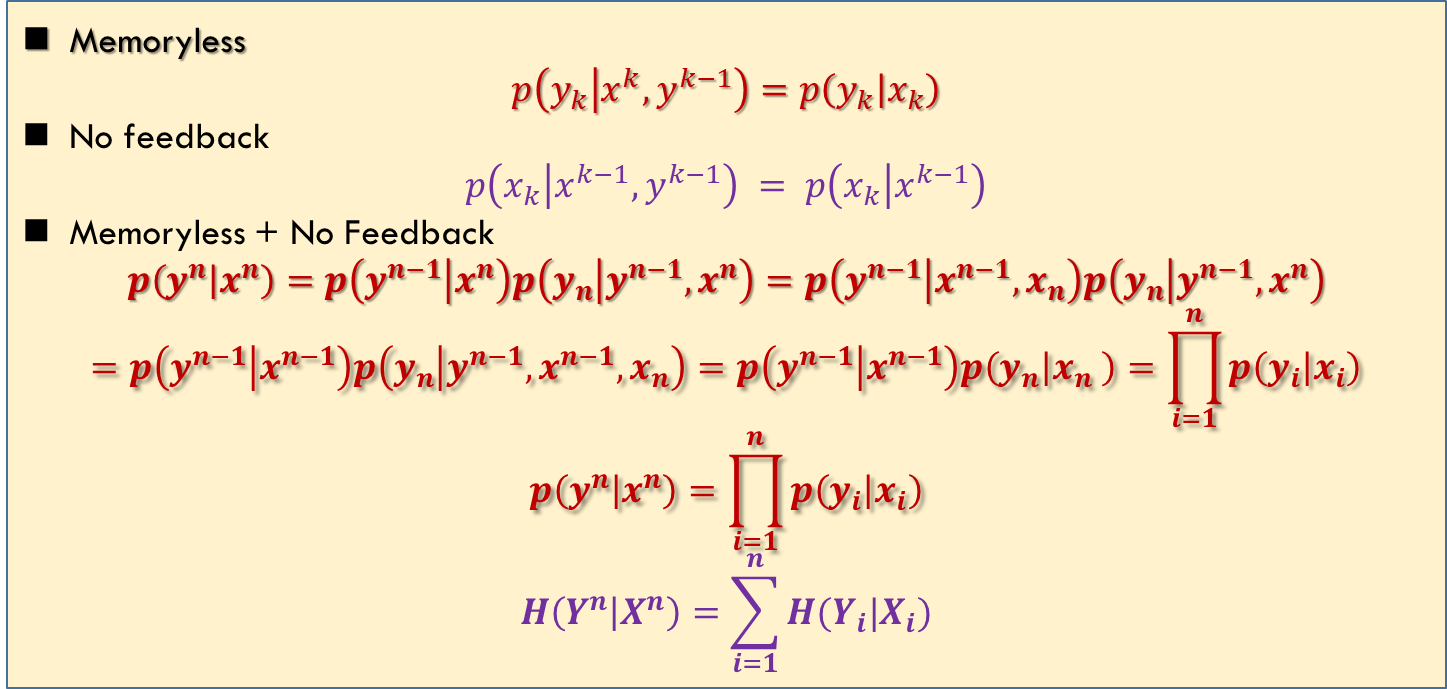 ■ Memoryless
p(y_k|x^k, y^{k−1}) = p(y_k|x_k)
■ No feedback
p(x_k|x^{k−1}, y^{k−1}) = p(x_k|x^{k−1})
■ Memoryless + No Feedback
p(y^n|x^n) = p(y^{n−1}|x^n)p(y_n|y^{n−1}, x^n) = p(y^{n−1}|x^{n−1}, x_n)p(y_n|y^{n−1}, x^n)
= p(y^{n−1}|x^{n−1})p(y_n|y^{n−1}, x^{n−1}, x_n) = p(y^{n−1}|x^{n−1})p(y_n|x_n ) = ∏_{i=1}^{n} p(y_i|x_i)
p(y^n|x^n) = ∏_{i=1}^{n} p(y_i|x_i)
H(Y^n|X^n) = ∑_{i=1}^{n} H(Y_i|X_i)